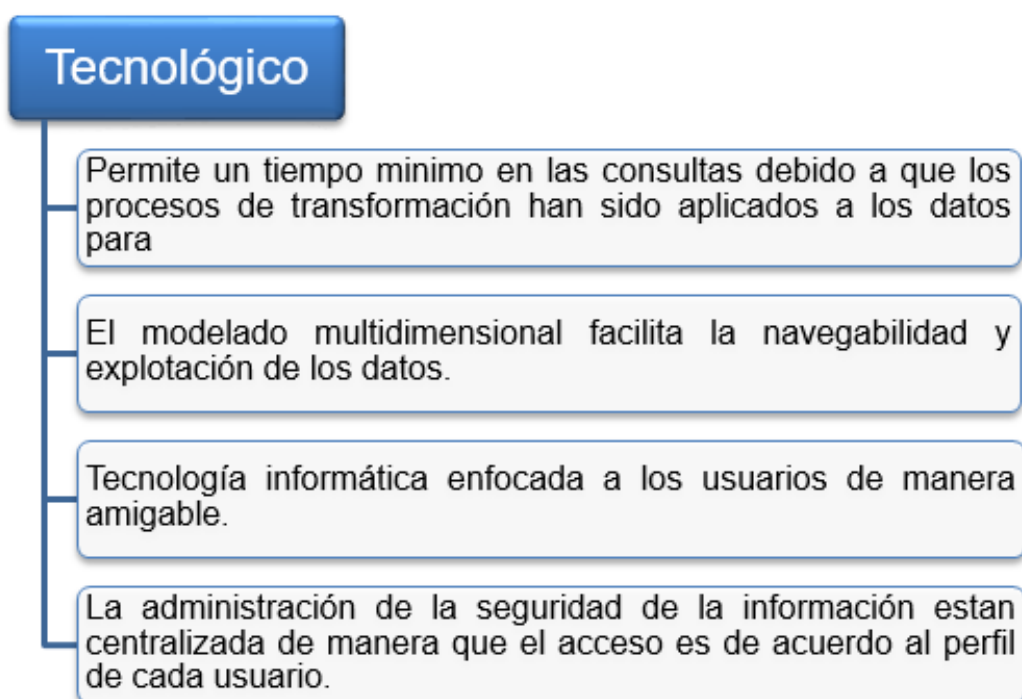 Tecnológico
Permite un tiempo minimo en las consultas debido a que los
procesos de transformación han sido aplicados a los datos
para
El modelado multidimensional facilita la navegabilidad y
explotación de los datos.
Tecnología informática enfocada a los usuarios de manera
amigable.
La administración de la seguridad de la información estan
centralizada de manera que el acceso es de acuerdo al perfil
de cada usuario.